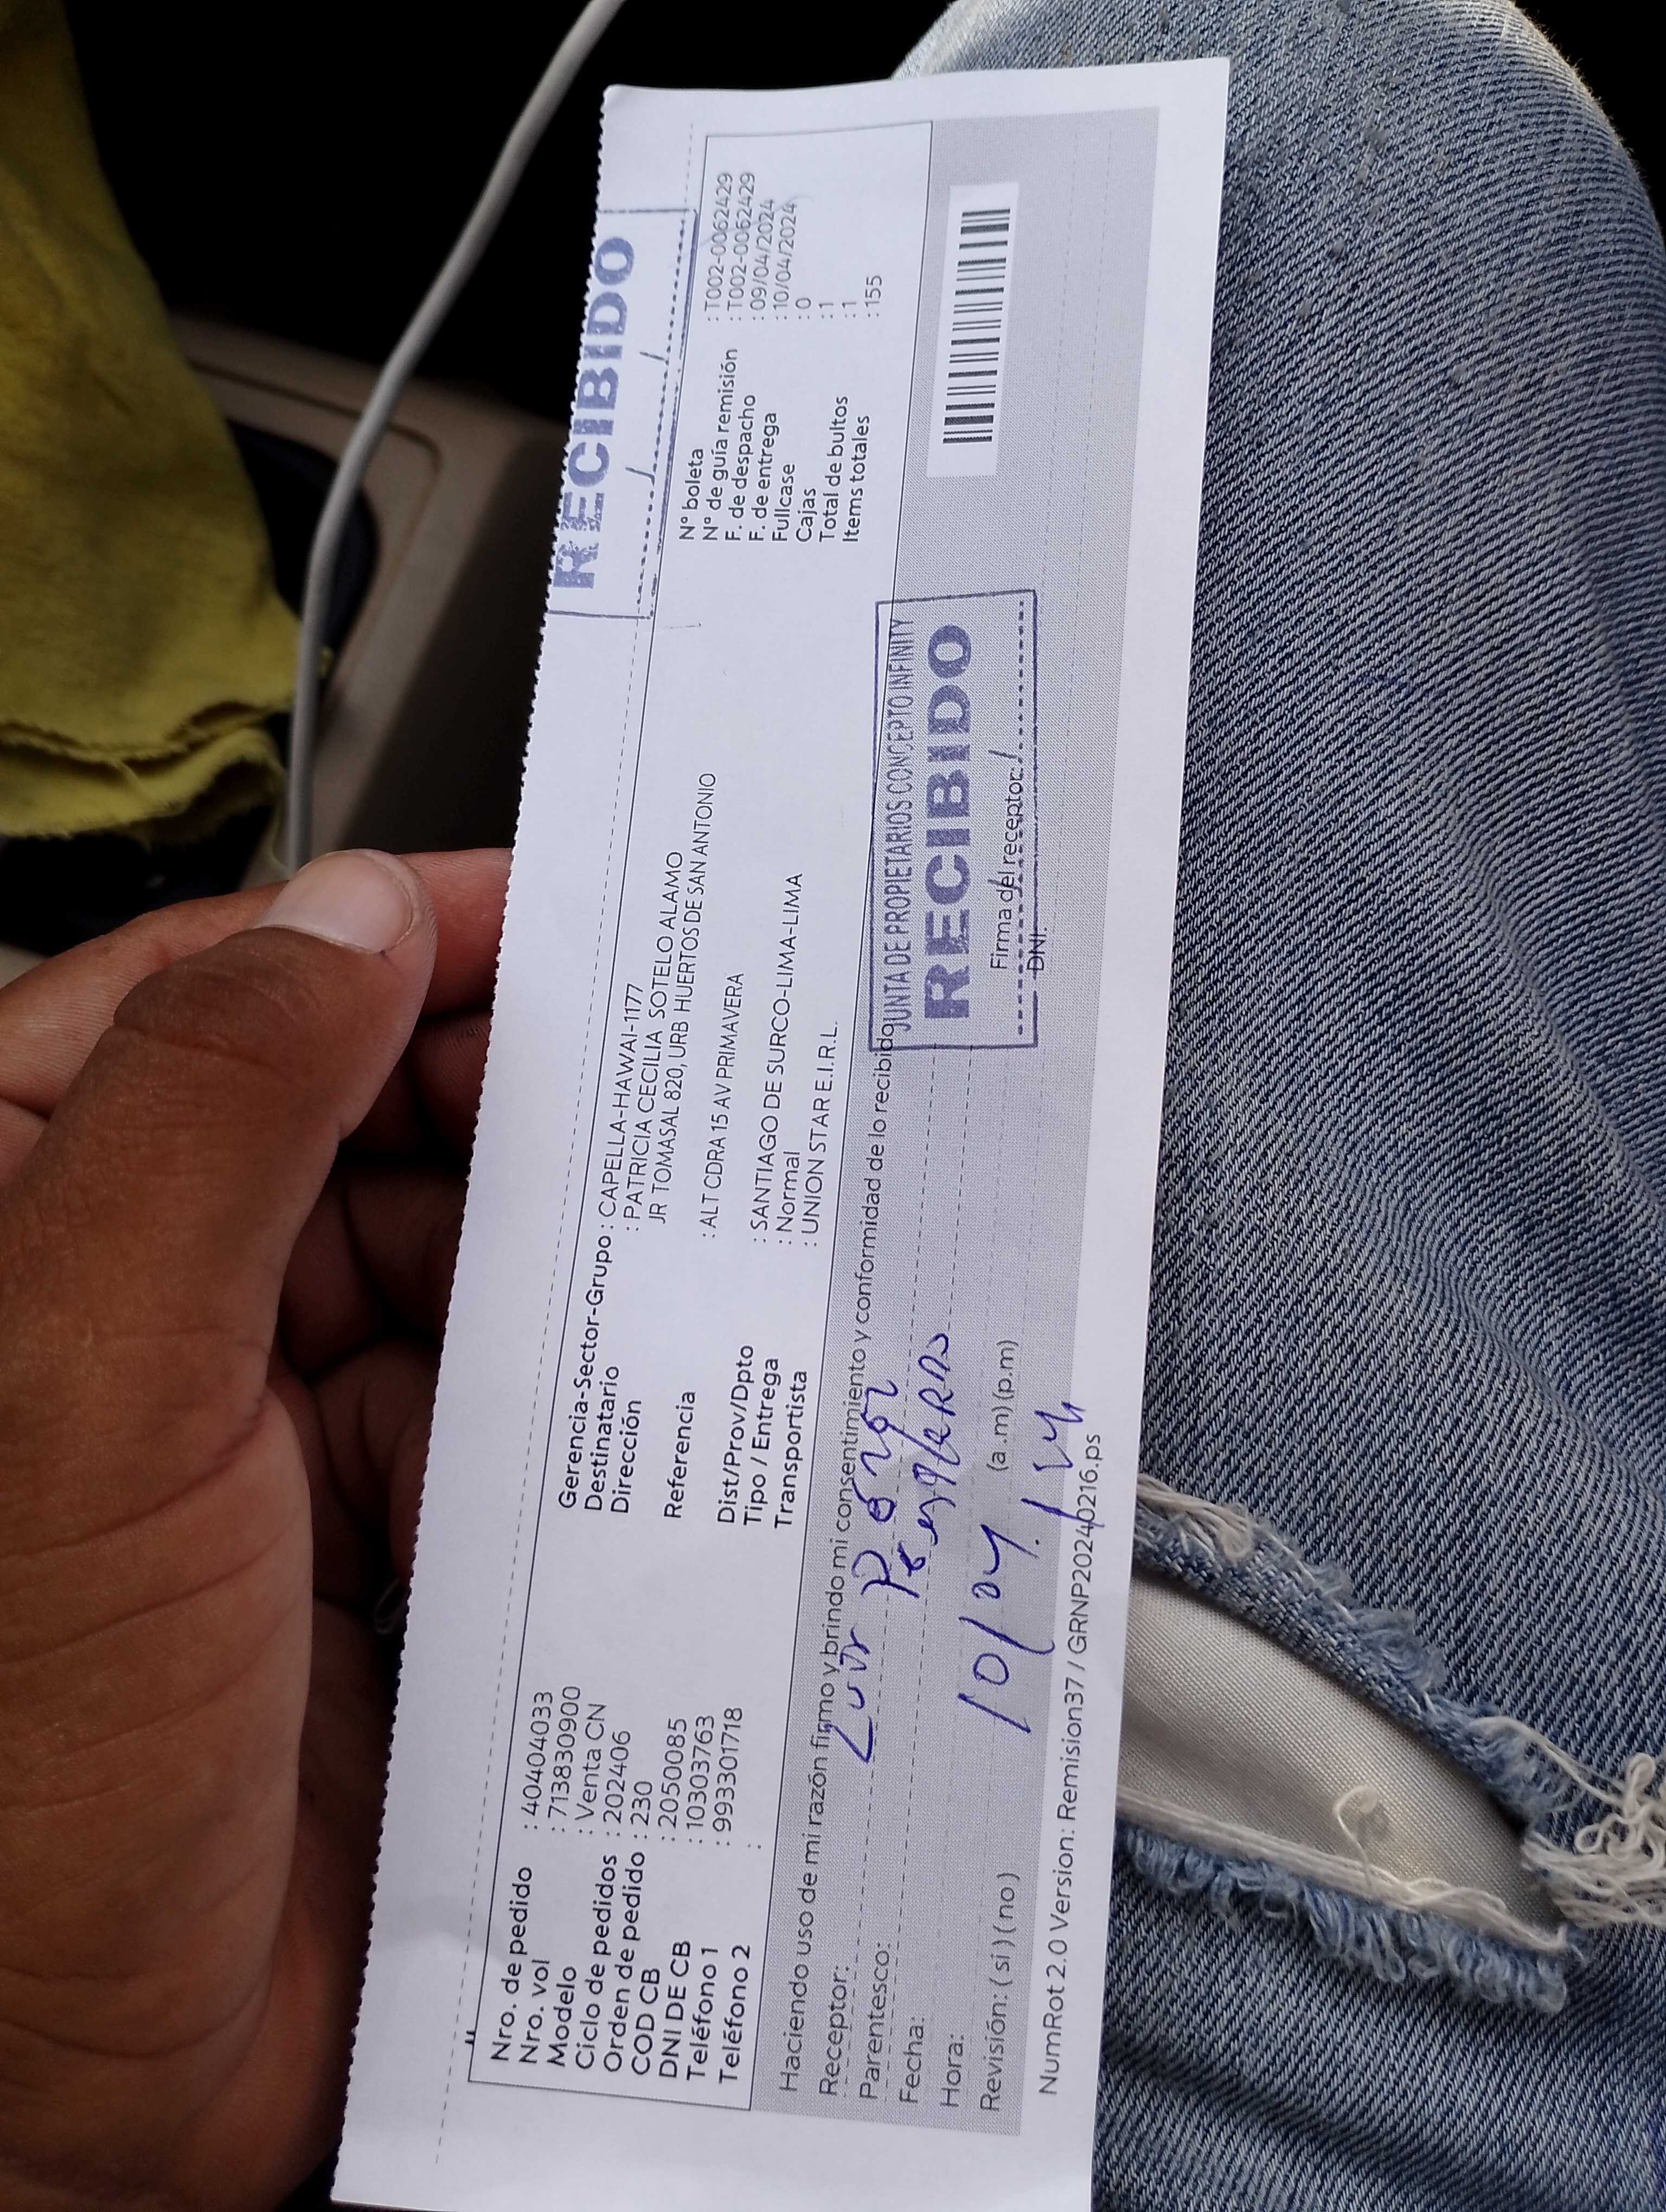 RECIBIDO
Nro. de pedido : 40404033
Nro. vol : 713830900
Modelo : Venta CN
Ciclo de pedidos : 202406
Orden de pedido : 230
COD CB : 2050085
DNI DE CB : 10303763
Teléfono 1 : 993301718
Teléfono 2 :
Gerencia-Sector-Grupo : CAPELLA-HAWAI-1177
Destinatario : PATRICIA CECILIA SOTELO ALAMO
Dirección JR TOMASAL 820, URB HUERTOS DE SAN ANTONIO
Referencia : ALT CDRA 15 AV PRIMAVERA
Dist/Prov/Dpto : SANTIAGO DE SURCO-LIMA-LIMA
Tipo / Entrega : Normal
Transportista : UNION STAR E.I.R.L.
N° boleta : T002-0062429
N° de guía remisión : T002-0062429
F. de despacho : 09/04/2024
F. de entrega : 10/04/2024
Fullcase : 0
Cajas : 1
Total de bultos : 1
Items totales : 155
Haciendo uso de mi razón firmo y brindo mi consentimiento y conformidad de lo recibido
Receptor:
Parentesco:
Fecha:
Hora: (a .m) (p.m)
Revisión: ( si ) ( no )
10/04/24
JUNTA DE PROPIETARIOS CONCEPTO INFINITY
RECIBIDO
Firma del receptor:
DNI:
NumRot 2.0 Version: Remision37 / GRNP20240216.ps